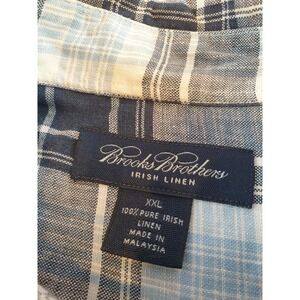 Brooks Brothers
IRISH LINEN
XXL
100% PURE IRISH
LINEN
MADE IN
MALAYSIA